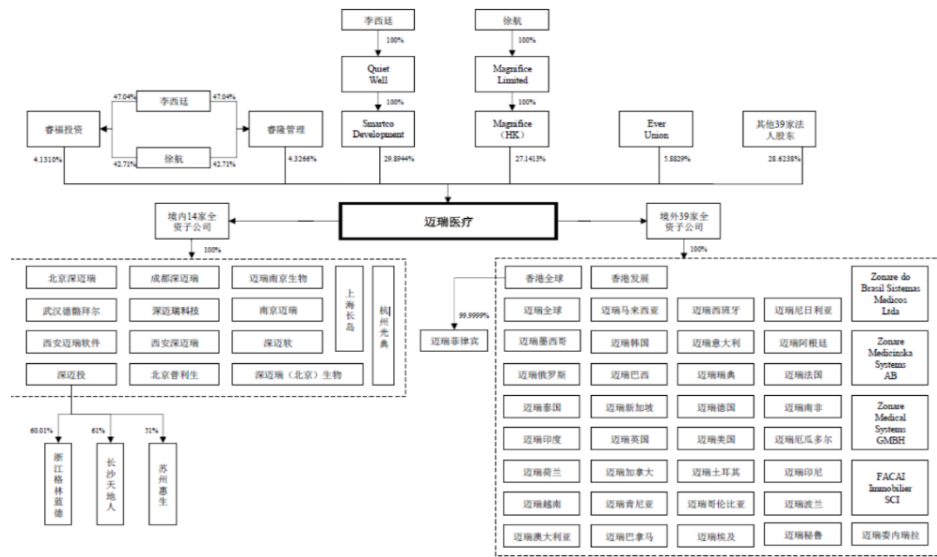 李西廷
徐航
100%
100%
Quiet
Well
Magnifice
Limited
100%
100%
47.04%
李西廷
47.04%
睿福投资
睿隆管理
Smartco
Development
Magnifice
（HK）
Ever
Union
其他39家法
人股东
4.1310%
42.71%
徐航
42.71%
4.3266%
29.8944%
27.1413%
5.8829%
28.6238%
境内14家全
资子公司
迈瑞医疗
境外39家全
资子公司
100%
100%
北京深迈瑞
成都深迈瑞
迈瑞南京生物
武汉德骼拜尔
深迈瑞科技
南京迈瑞
西安迈瑞软件
西安深迈瑞
深迈软
深迈投
北京普利生
深迈瑞（北京）生物
上海长岛
杭州光典
60.01%
61%
51%
浙江格林蓝德
长沙天地人
苏州惠生
99.9999%
迈瑞菲律宾
香港全球
香港发展
迈瑞全球
迈瑞马来西亚
迈瑞西班牙
迈瑞尼日利亚
迈瑞墨西哥
迈瑞韩国
迈瑞意大利
迈瑞阿根廷
迈瑞俄罗斯
迈瑞巴西
迈瑞瑞典
迈瑞法国
迈瑞泰国
迈瑞新加坡
迈瑞德国
迈瑞南非
迈瑞印度
迈瑞英国
迈瑞美国
迈瑞厄瓜多尔
迈瑞荷兰
迈瑞加拿大
迈瑞土耳其
迈瑞印尼
迈瑞越南
迈瑞肯尼亚
迈瑞哥伦比亚
迈瑞波兰
迈瑞澳大利亚
迈瑞巴拿马
迈瑞埃及
迈瑞秘鲁
迈瑞委内瑞拉
Zonare do
Brasil Sistemas
Medicos
Ltda
Zonare
Medicinska
Systems
AB
Zonare
Medical
Systems
GMBH
FACAI
Immobilier
SCI